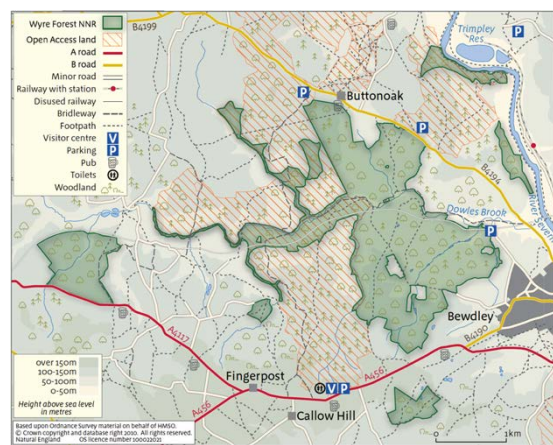 Wyre Forest NNR
Open Access land
A road
B road
Minor road
Railway with station
Disused railway
Bridleway
Footpath
Visitor centre
V
Parking
P
Pub
Toilets
Woodland
B4199
Trimpley
Res
P
Buttonoak
P
P
B4194
River Severn
Dowles Brook
P
Bewdley
B4190
A4117
A456
Fingerpost
V P
A456
Callow Hill
over 150m
100-150m
50-100m
0-50m
Height above sea level
in metres
Based upon Ordnance Survey material on behalf of HMSO.
© Crown copyright and database right 2010. All rights reserved.
Natural England OS licence number 100022021
1km